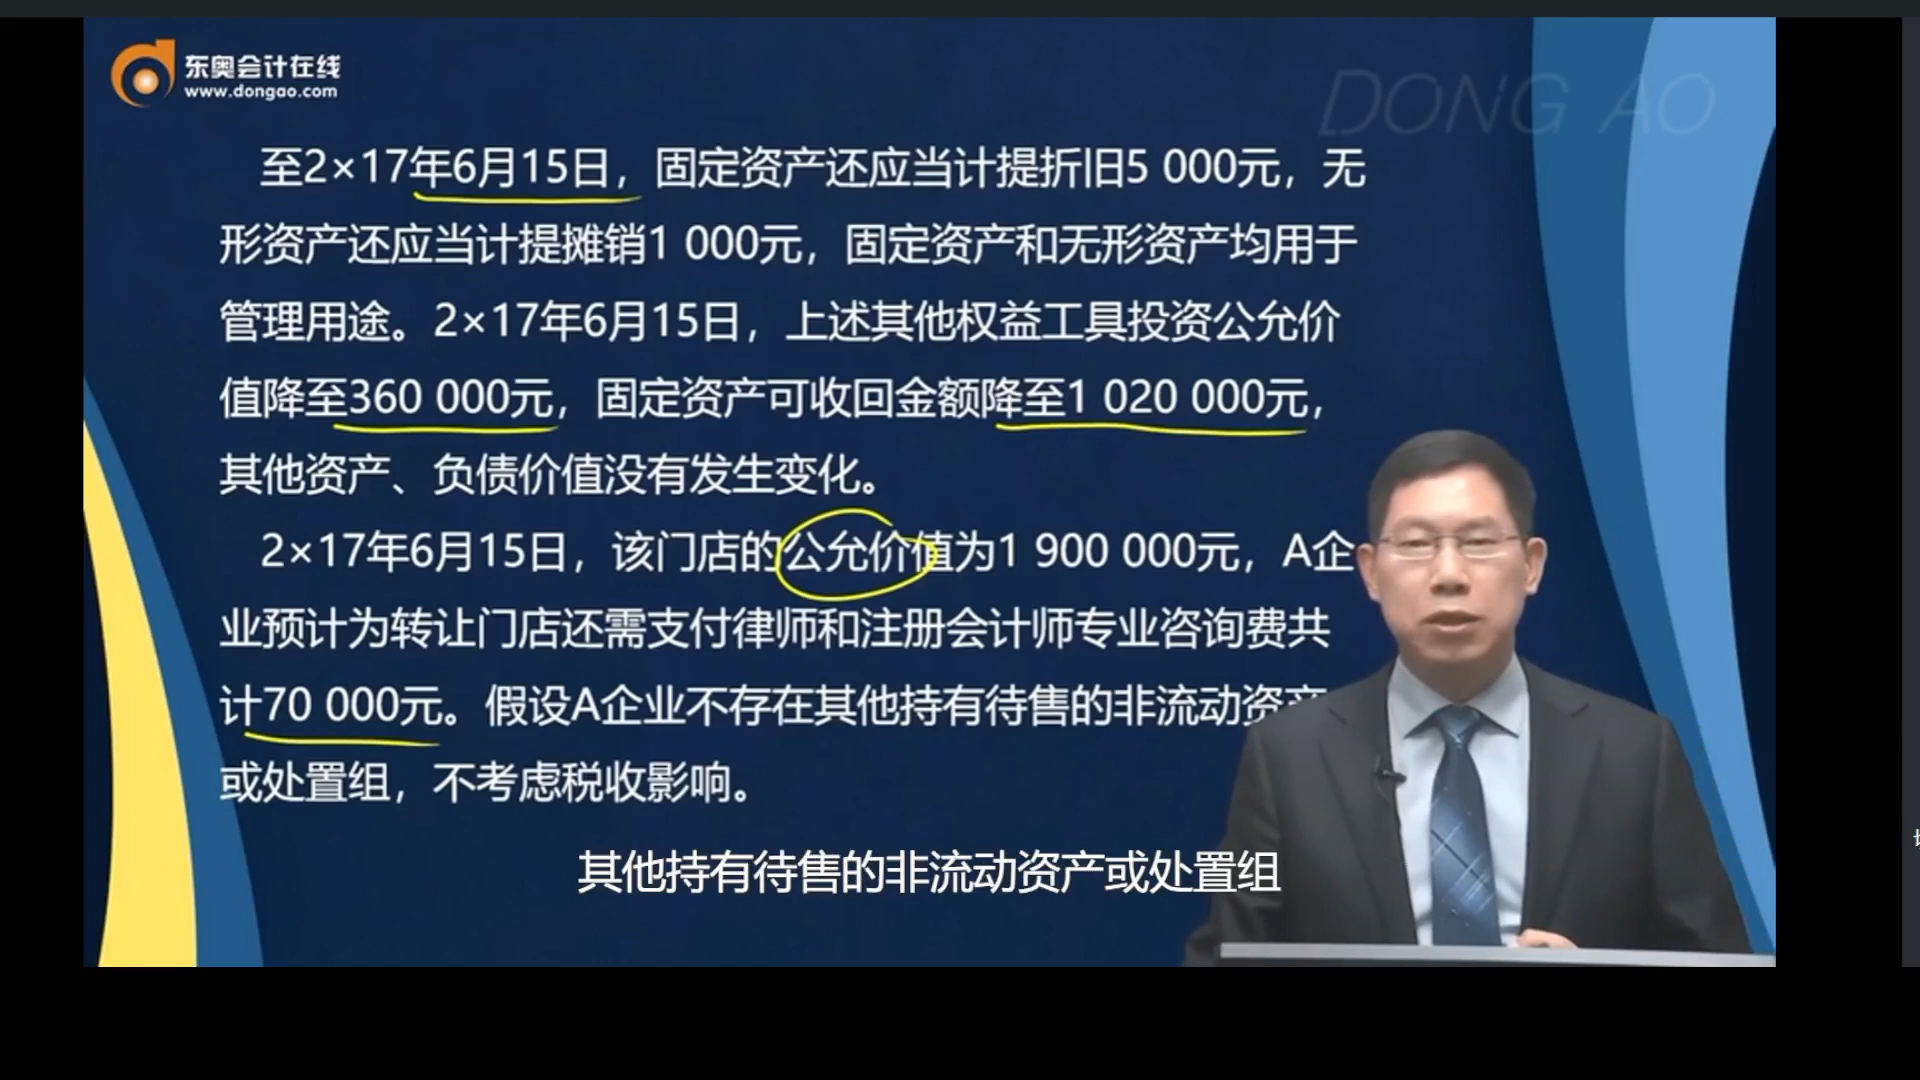 东奥会计在线
www.dongao.com
DONG AO
至2×17年6月15日，固定资产还应当计提折旧5 000元，无
形资产还应当计提摊销1 000元，固定资产和无形资产均用于
管理用途。2×17年6月15日，上述其他权益工具投资公允价
值降至360 000元，固定资产可收回金额降至1 020 000元，
其他资产、负债价值没有发生变化。
2×17年6月15日，该门店的公允价值为1 900 000元，A企
业预计为转让门店还需支付律师和注册会计师专业咨询费共
计70 000元。假设A企业不存在其他持有待售的非流动资产
或处置组，不考虑税收影响。
其他持有待售的非流动资产或处置组